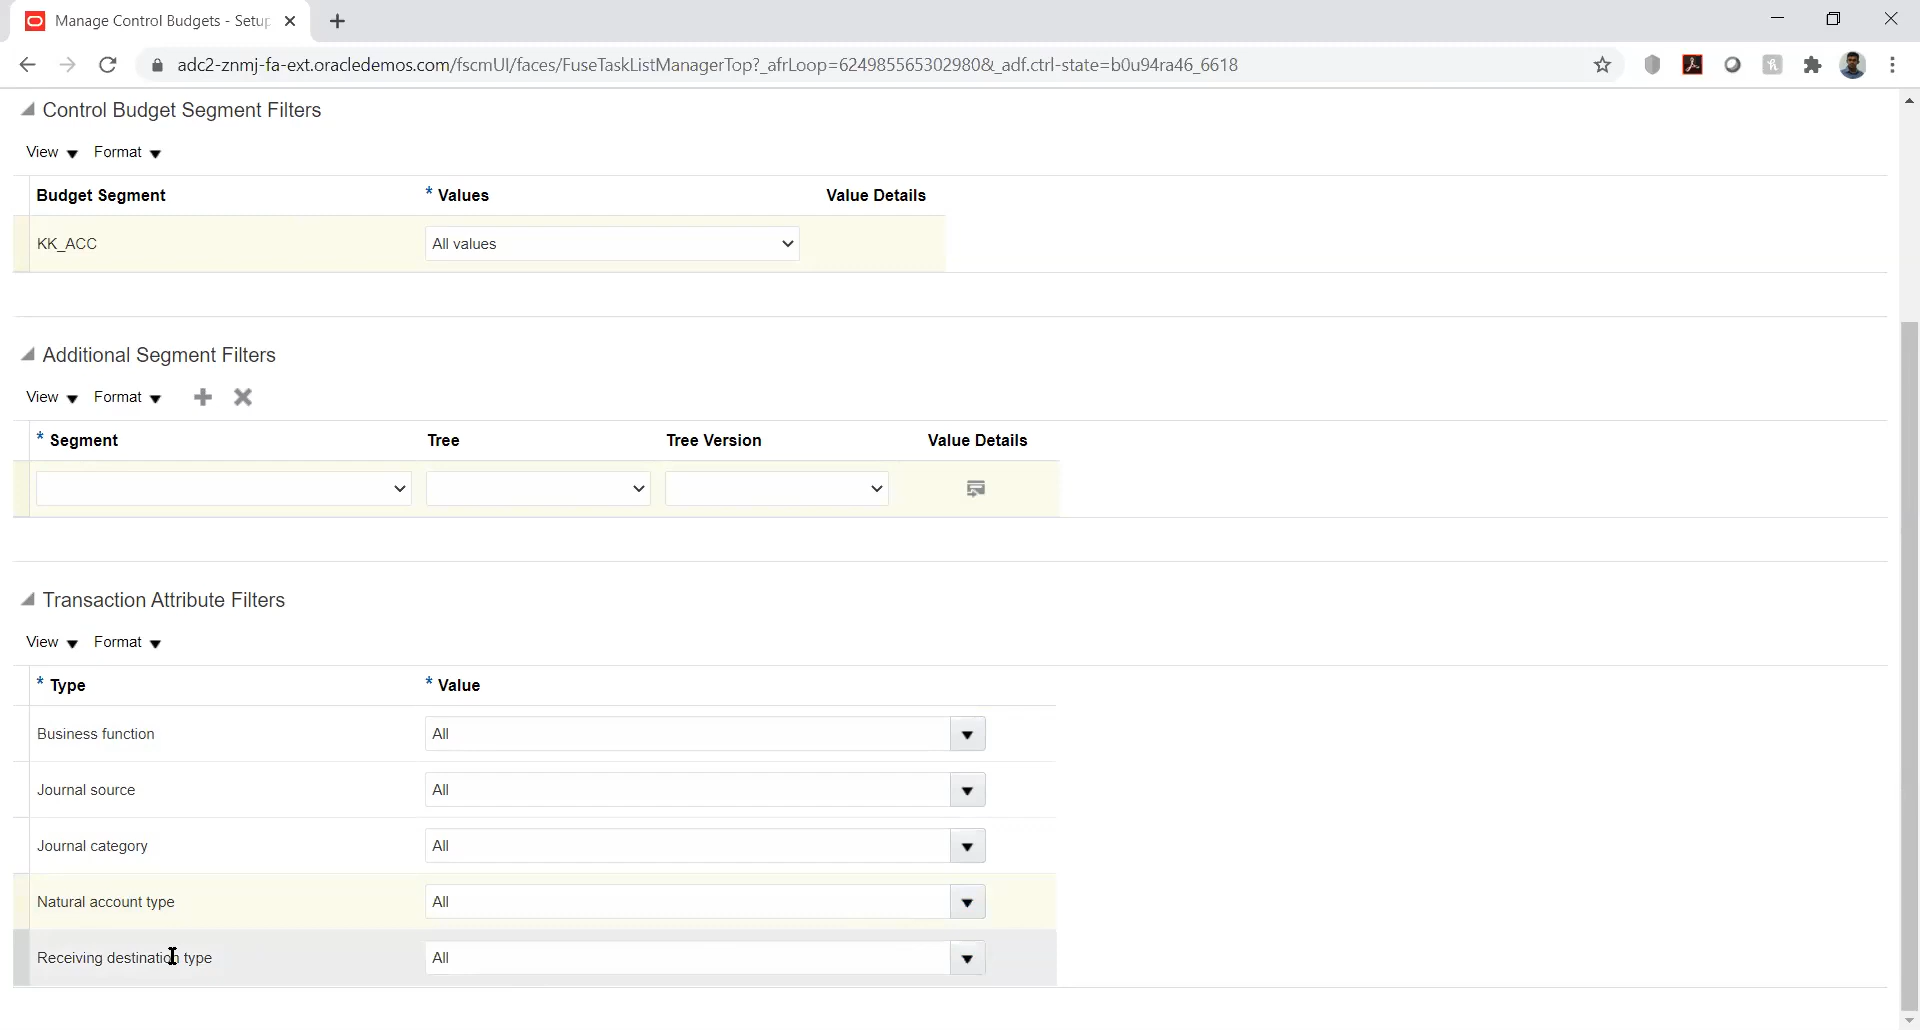 Manage Control Budgets - Setup
adc2-znmj-fa-ext.oracledemos.com/fscmUI/faces/FuseTaskListManagerTop?_afrLoop=624985565302980&_adf.ctrl-state=b0u94ra46_6618
Control Budget Segment Filters
View Format
Budget Segment * Values Value Details
KK_ACC All values
Additional Segment Filters
View Format
* Segment Tree Tree Version Value Details
Transaction Attribute Filters
View Format
* Type * Value
Business function All
Journal source All
Journal category All
Natural account type All
Receiving destination type All